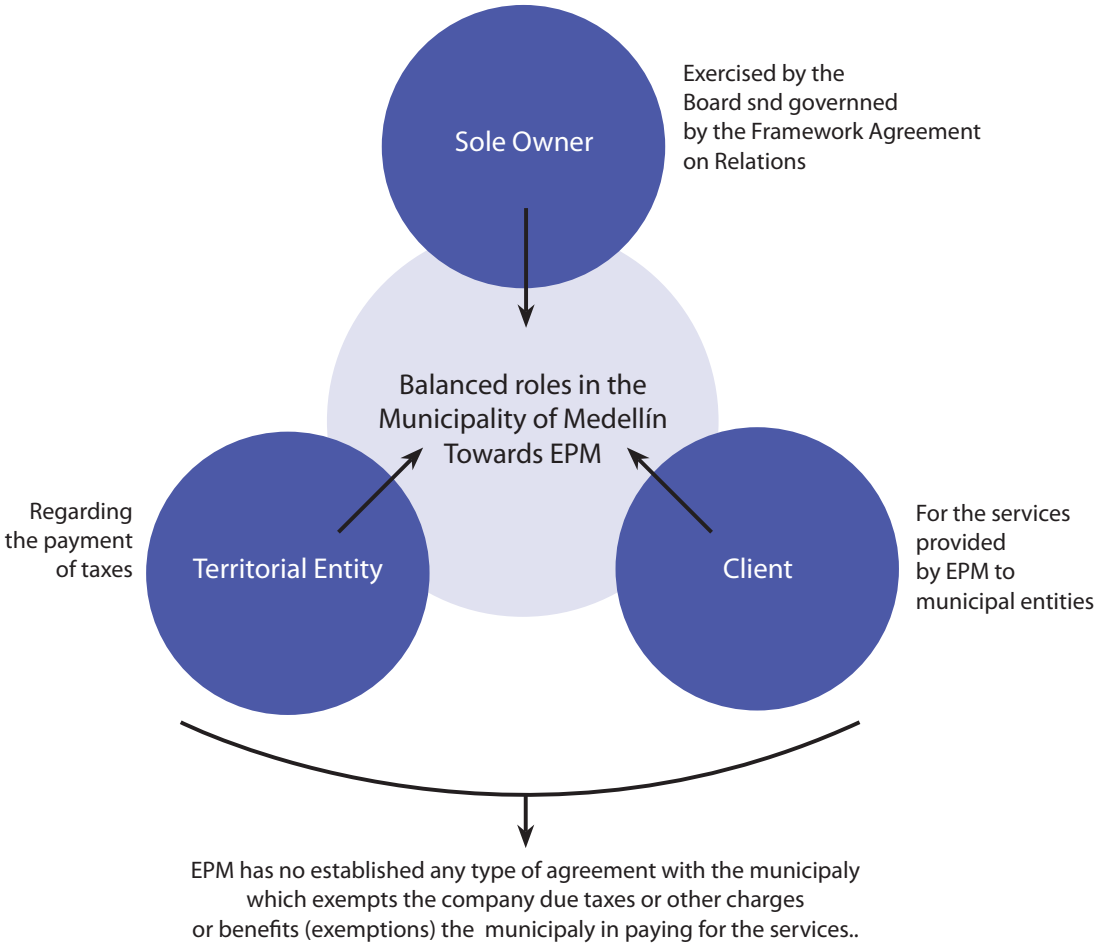 Exercised by the
Board snd governned
by the Framework Agreement
on Relations
Sole Owner
Balanced roles in the
Municipality of Medellín
Towards EPM
Regarding
the payment
of taxes
Territorial Entity
Client
For the services
provided
by EPM to
municipal entities
EPM has no established any type of agreement with the municipaly
which exempts the company due taxes or other charges
or benefits (exemptions) the  municipaly in paying for the services..